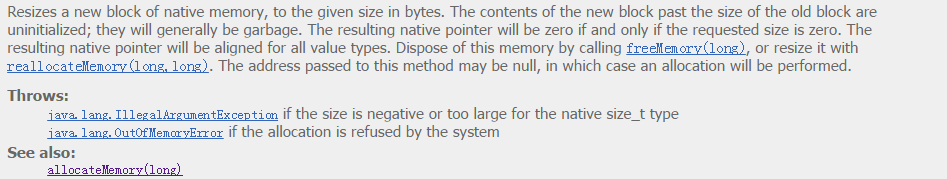 Resizes a new block of native memory, to the given size in bytes. The contents of the new block past the size of the old block are
uninitialized; they will generally be garbage. The resulting native pointer will be zero if and only if the requested size is zero. The
resulting native pointer will be aligned for all value types. Dispose of this memory by calling freeMemory(long), or resize it with
reallocateMemory(long,long). The address passed to this method may be null, in which case an allocation will be performed.
Throws:
java.lang.IllegalArgumentException if the size is negative or too large for the native size_t type
java.lang.OutOfMemoryError if the allocation is refused by the system
See also:
allocateMemory(long)